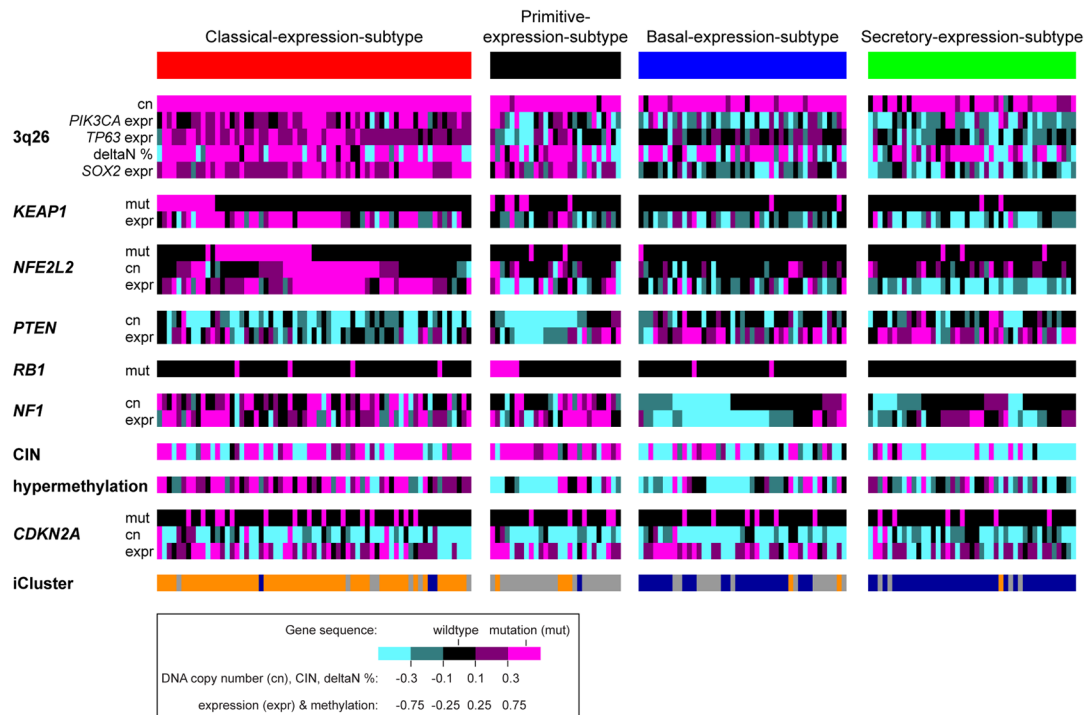 Classical-expression-subtype
Primitive-
expression-subtype
Basal-expression-subtype
Secretory-expression-subtype
3q26
cn
PIK3CA expr
TP63 expr
deltaN %
SOX2 expr
KEAP1
mut
expr
NFE2L2
mut
cn
expr
PTEN
cn
expr
RB1
mut
NF1
cn
expr
CIN
hypermethylation
CDKN2A
mut
cn
expr
iCluster
Gene sequence: wildtype mutation (mut)
DNA copy number (cn), CIN, deltaN %: -0.3 -0.1 0.1 0.3
expression (expr) & methylation: -0.75 -0.25 0.25 0.75